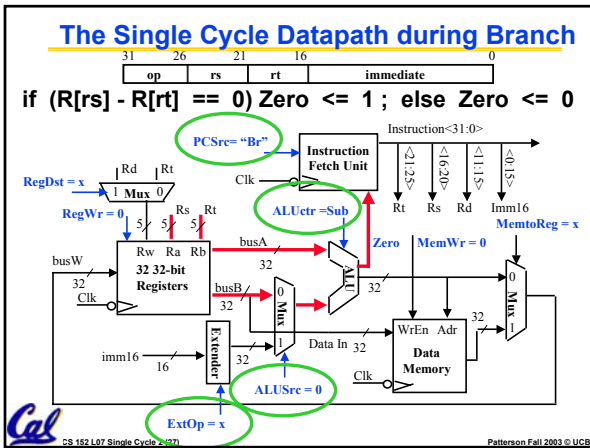 The Single Cycle Datapath during Branch
31 26 21 16 0
op rs rt immediate
if (R[rs] - R[rt] == 0) Zero <= 1 ; else Zero <= 0
PCSrc= “Br”
Instruction
Fetch Unit
Instruction<31:0>
Clk
<21:25>
<16:20>
<11:15>
<0:15>
Rt Rs Rd Imm16
RegDst = x
Rd Rt
1 Mux 0
RegWr = 0
Rs Rt
5 5 5
ALUctr =Sub
Zero
MemWr = 0
MemtoReg = x
busW
32
Clk
Rw Ra Rb
32 32-bit
Registers
busA
32
busB
32
0
Mux
1
ALU
32
0
Mux
1
imm16
16
Extender
32
Data In
32
WrEn Adr
Data
Memory
32
Clk
ALUSrc = 0
ExtOp = x
Cal
CS 152 L07 Single Cycle 2 (27)
Patterson Fall 2003 © UCB